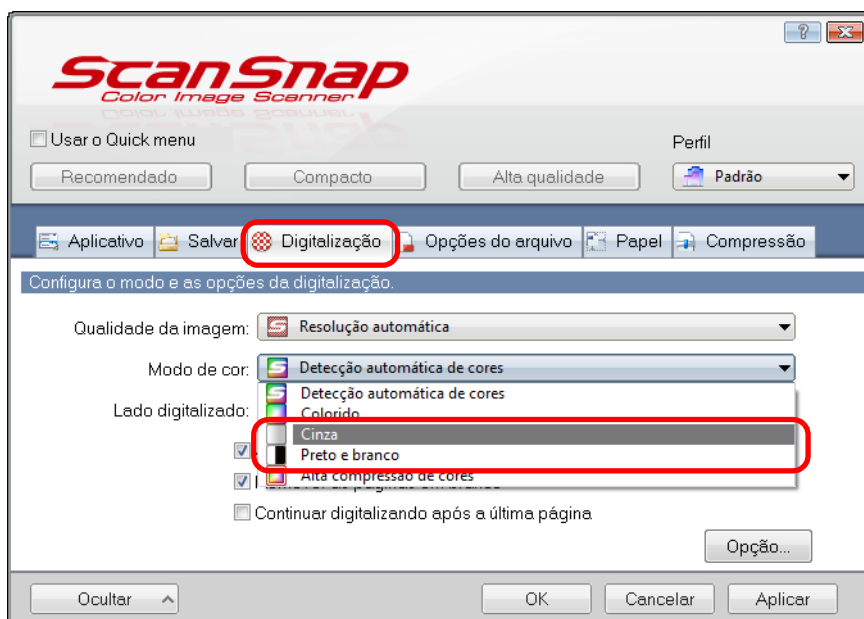 ScanSnap
Color Image Scanner
Usar o Quick menu
Perfil
Recomendado
Compacto
Alta qualidade
Padrão
Aplicativo
Salvar
Digitalização
Opções do arquivo
Papel
Compressão
Configura o modo e as opções da digitalização.
Qualidade da imagem: Resolução automática
Modo de cor: Detecção automática de cores
Detecção automática de cores
Lado digitalizado:
Colorido
Cinza
Preto e branco
Alta compressão de cores
Continuar digitalizando após a última página
Opção...
Ocultar
OK
Cancelar
Aplicar